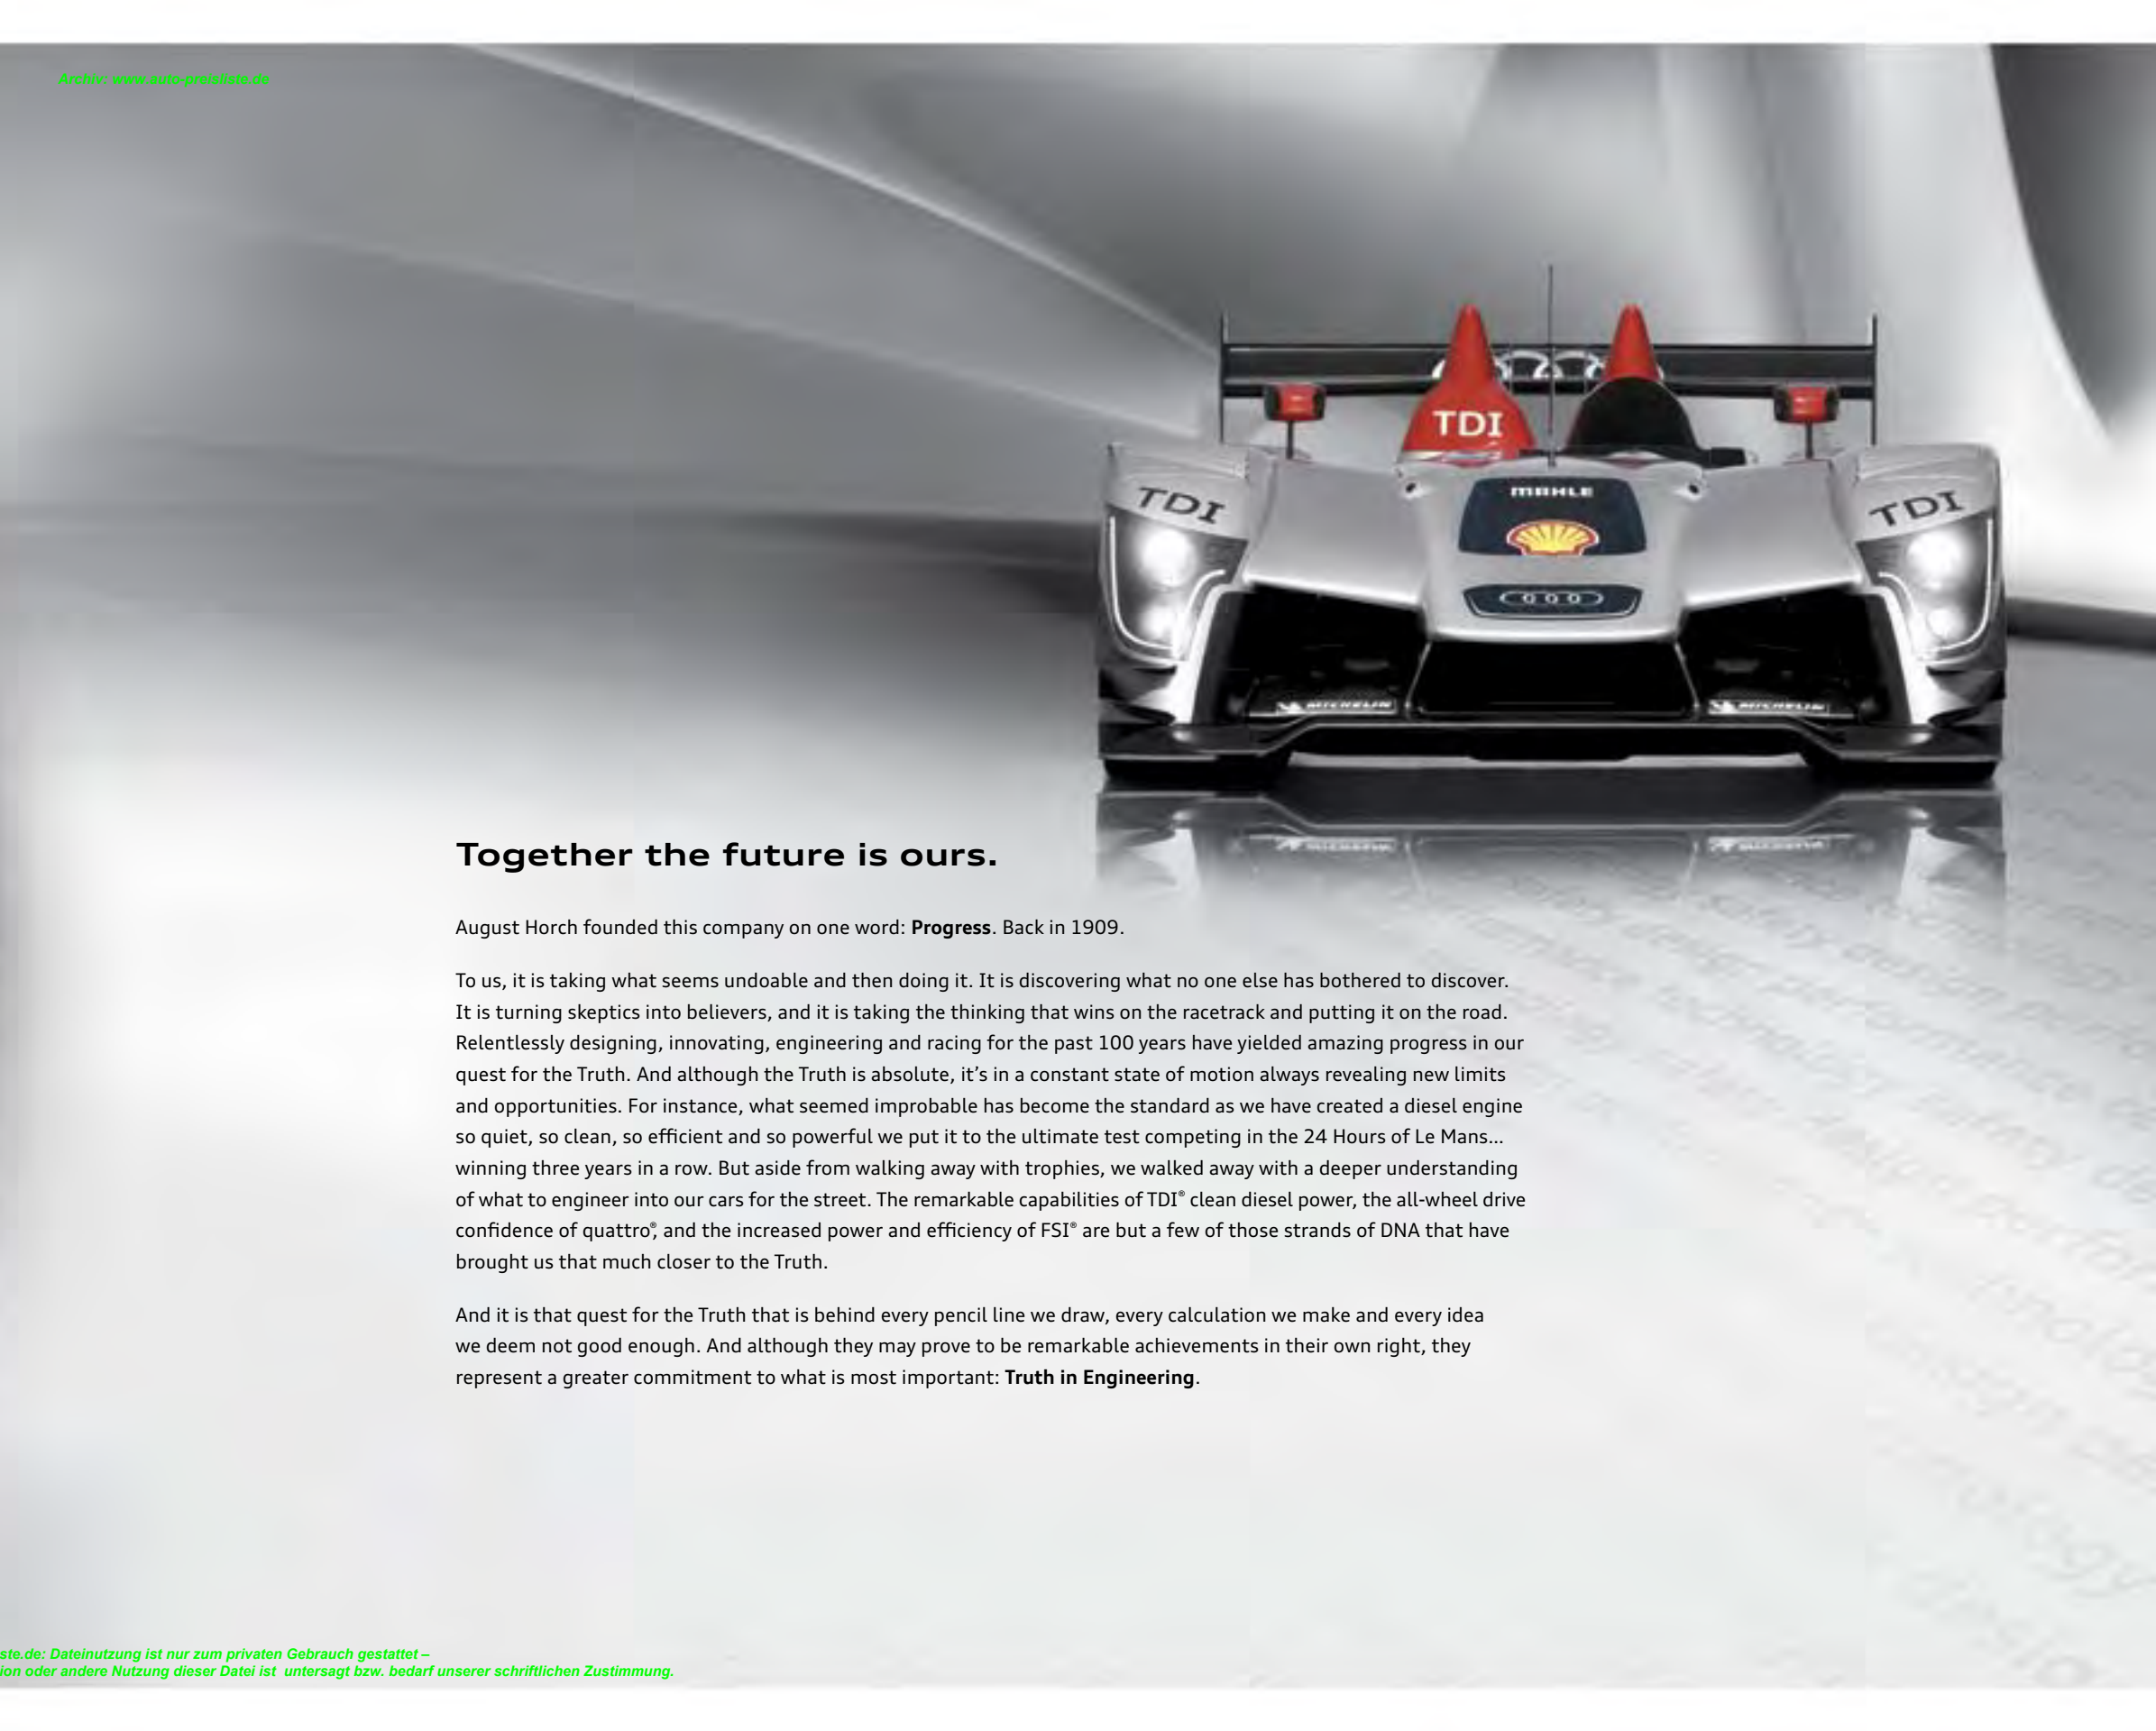 Archiv: www.auto-preisliste.de
TDI
TDI
TDI
MAHLE
MICHELIN
MICHELIN
Together the future is ours.
August Horch founded this company on one word: Progress. Back in 1909.
To us, it is taking what seems undoable and then doing it. It is discovering what no one else has bothered to discover.
It is turning skeptics into believers, and it is taking the thinking that wins on the racetrack and putting it on the road.
Relentlessly designing, innovating, engineering and racing for the past 100 years have yielded amazing progress in our
quest for the Truth. And although the Truth is absolute, it’s in a constant state of motion always revealing new limits
and opportunities. For instance, what seemed improbable has become the standard as we have created a diesel engine
so quiet, so clean, so efficient and so powerful we put it to the ultimate test competing in the 24 Hours of Le Mans...
winning three years in a row. But aside from walking away with trophies, we walked away with a deeper understanding
of what to engineer into our cars for the street. The remarkable capabilities of TDI® clean diesel power, the all-wheel drive
confidence of quattro®, and the increased power and efficiency of FSI® are but a few of those strands of DNA that have
brought us that much closer to the Truth.
And it is that quest for the Truth that is behind every pencil line we draw, every calculation we make and every idea
we deem not good enough. And although they may prove to be remarkable achievements in their own right, they
represent a greater commitment to what is most important: Truth in Engineering.
ste.de: Dateinutzung ist nur zum privaten Gebrauch gestattet –
ion oder andere Nutzung dieser Datei ist untersagt bzw. bedarf unserer schriftlichen Zustimmung.